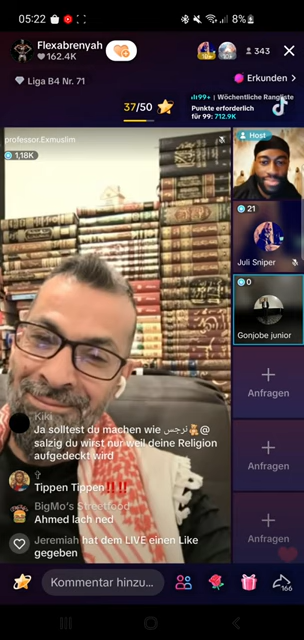 05:22
8%
Flexabrenyah
162.4K
343
Liga B4 Nr. 71
Erkunden >
37/50
99+ | Wöchentliche Rangliste
Punkte erforderlich
für 99: 712.9K
professor.Exmuslim
1,18K
Host
21
Juli Sniper
0
Gonjobe junior
Anfragen
Anfragen
Anfragen
Kiki
Ja solltest du machen wie نرجس@
salzig du wirst nur weil deine Religion
aufgedeckt wird
Tippen Tippen‼️‼️
BigMo's Streetfood
Ahmed lach ned
Jeremiah hat dem LIVE einen Like
gegeben
Kommentar hinzu...
166